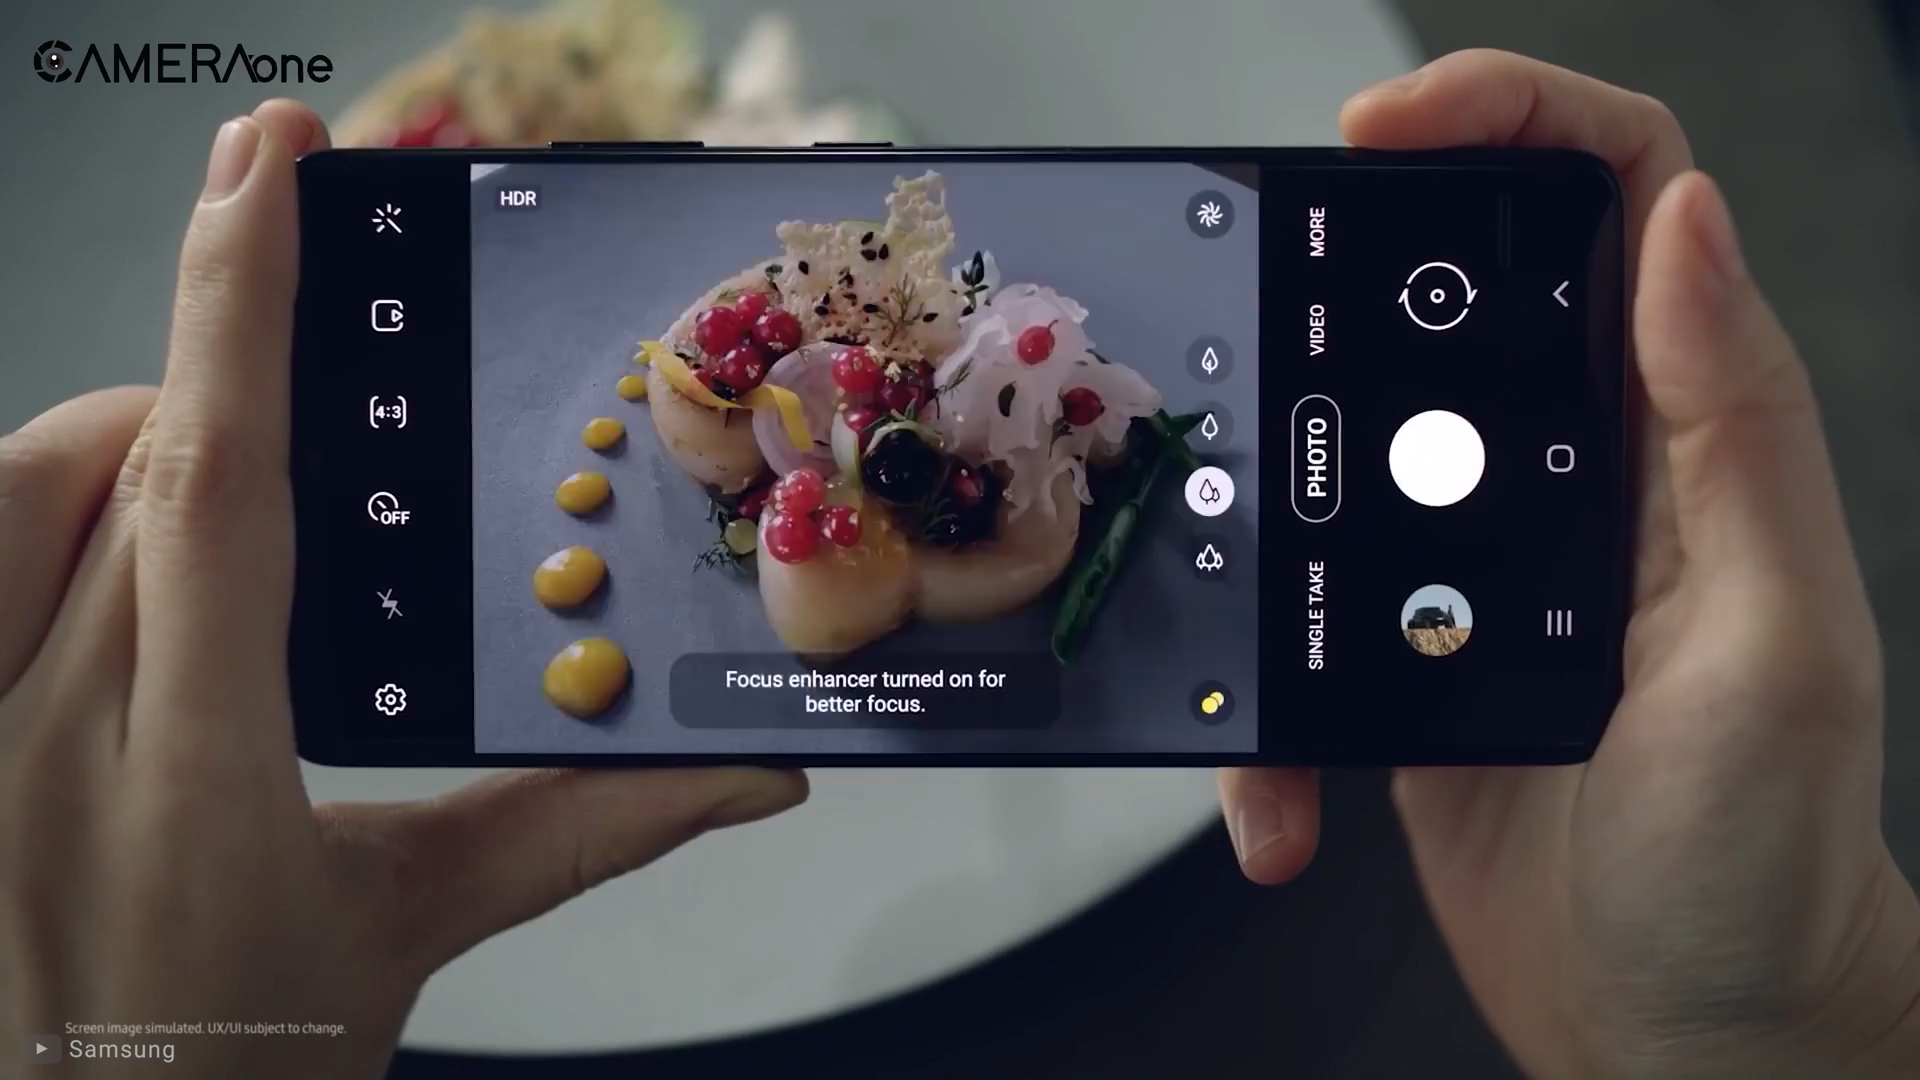 CAMERAone
HDR
MORE
VIDEO
PHOTO
SINGLE TAKE
4:3
OFF
Focus enhancer turned on for
better focus.
Screen image simulated. UX/UI subject to change.
Samsung